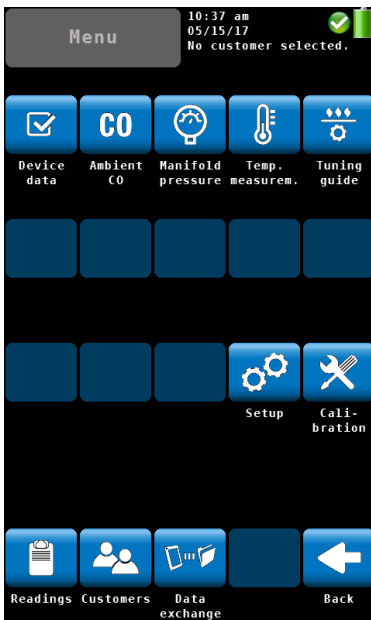 Menu
10:37 am
05/15/17
No customer selected.
CO
Device data
Ambient CO
Manifold pressure
Temp. measurem.
Tuning guide
Setup
Cali-bration
Readings
Customers
Data exchange
Back